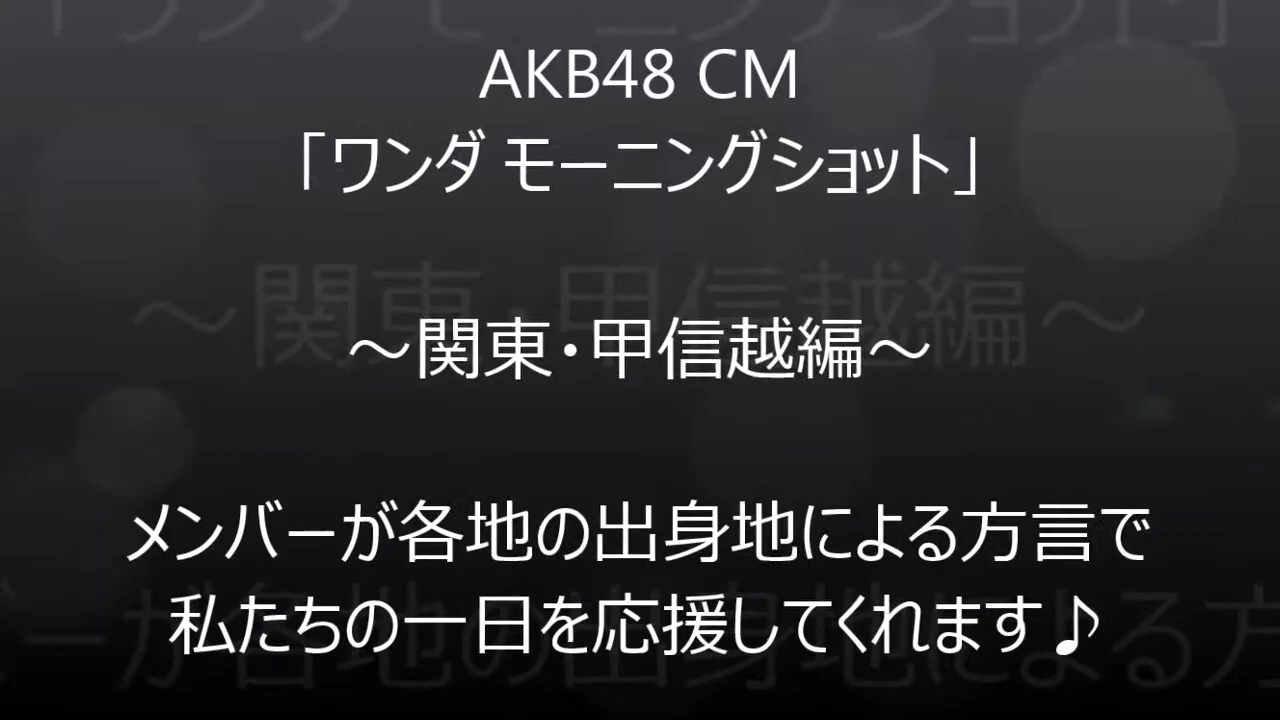 AKB48 CM
「ワンダ モーニングショット」
～関東・甲信越編～
メンバーが各地の出身地による方言で
私たちの一日を応援してくれます♪